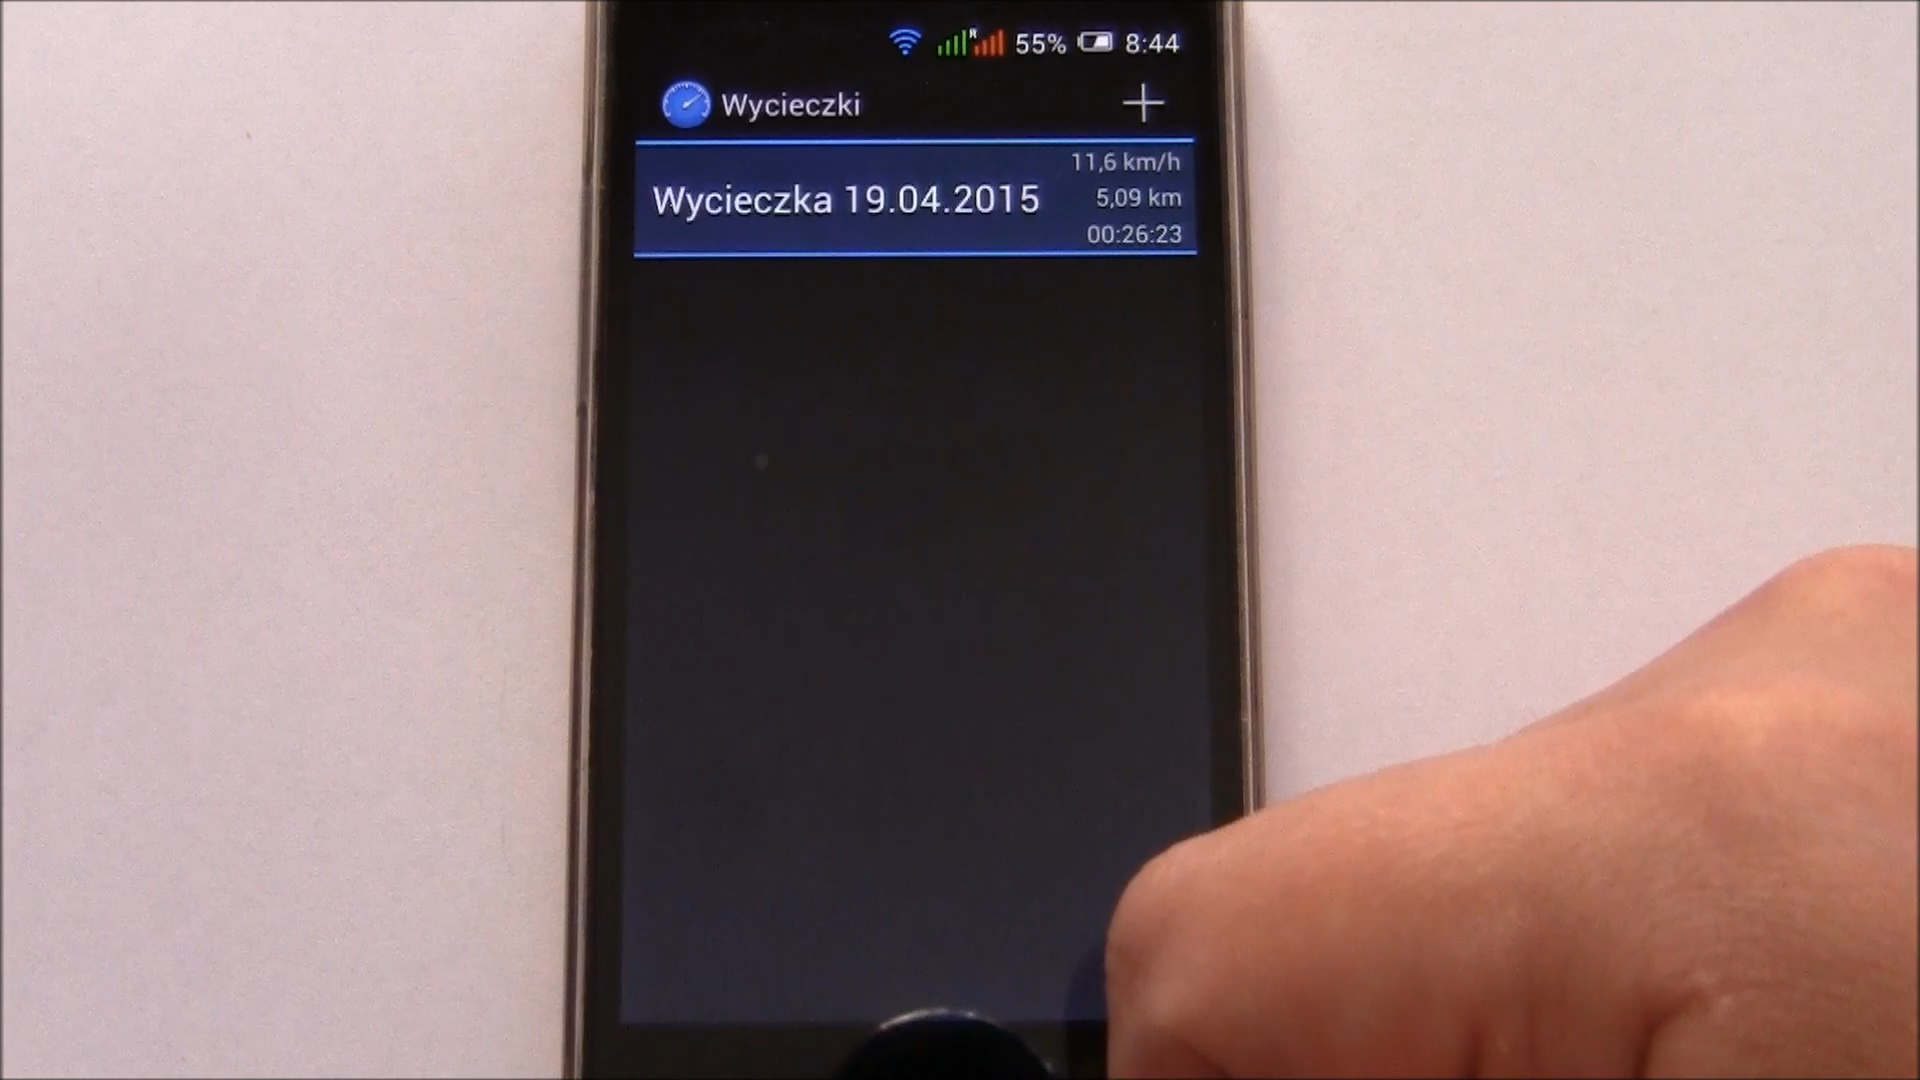 R 55% 8:44
Wycieczki
11,6 km/h
Wycieczka 19.04.2015
5,09 km
00:26:23